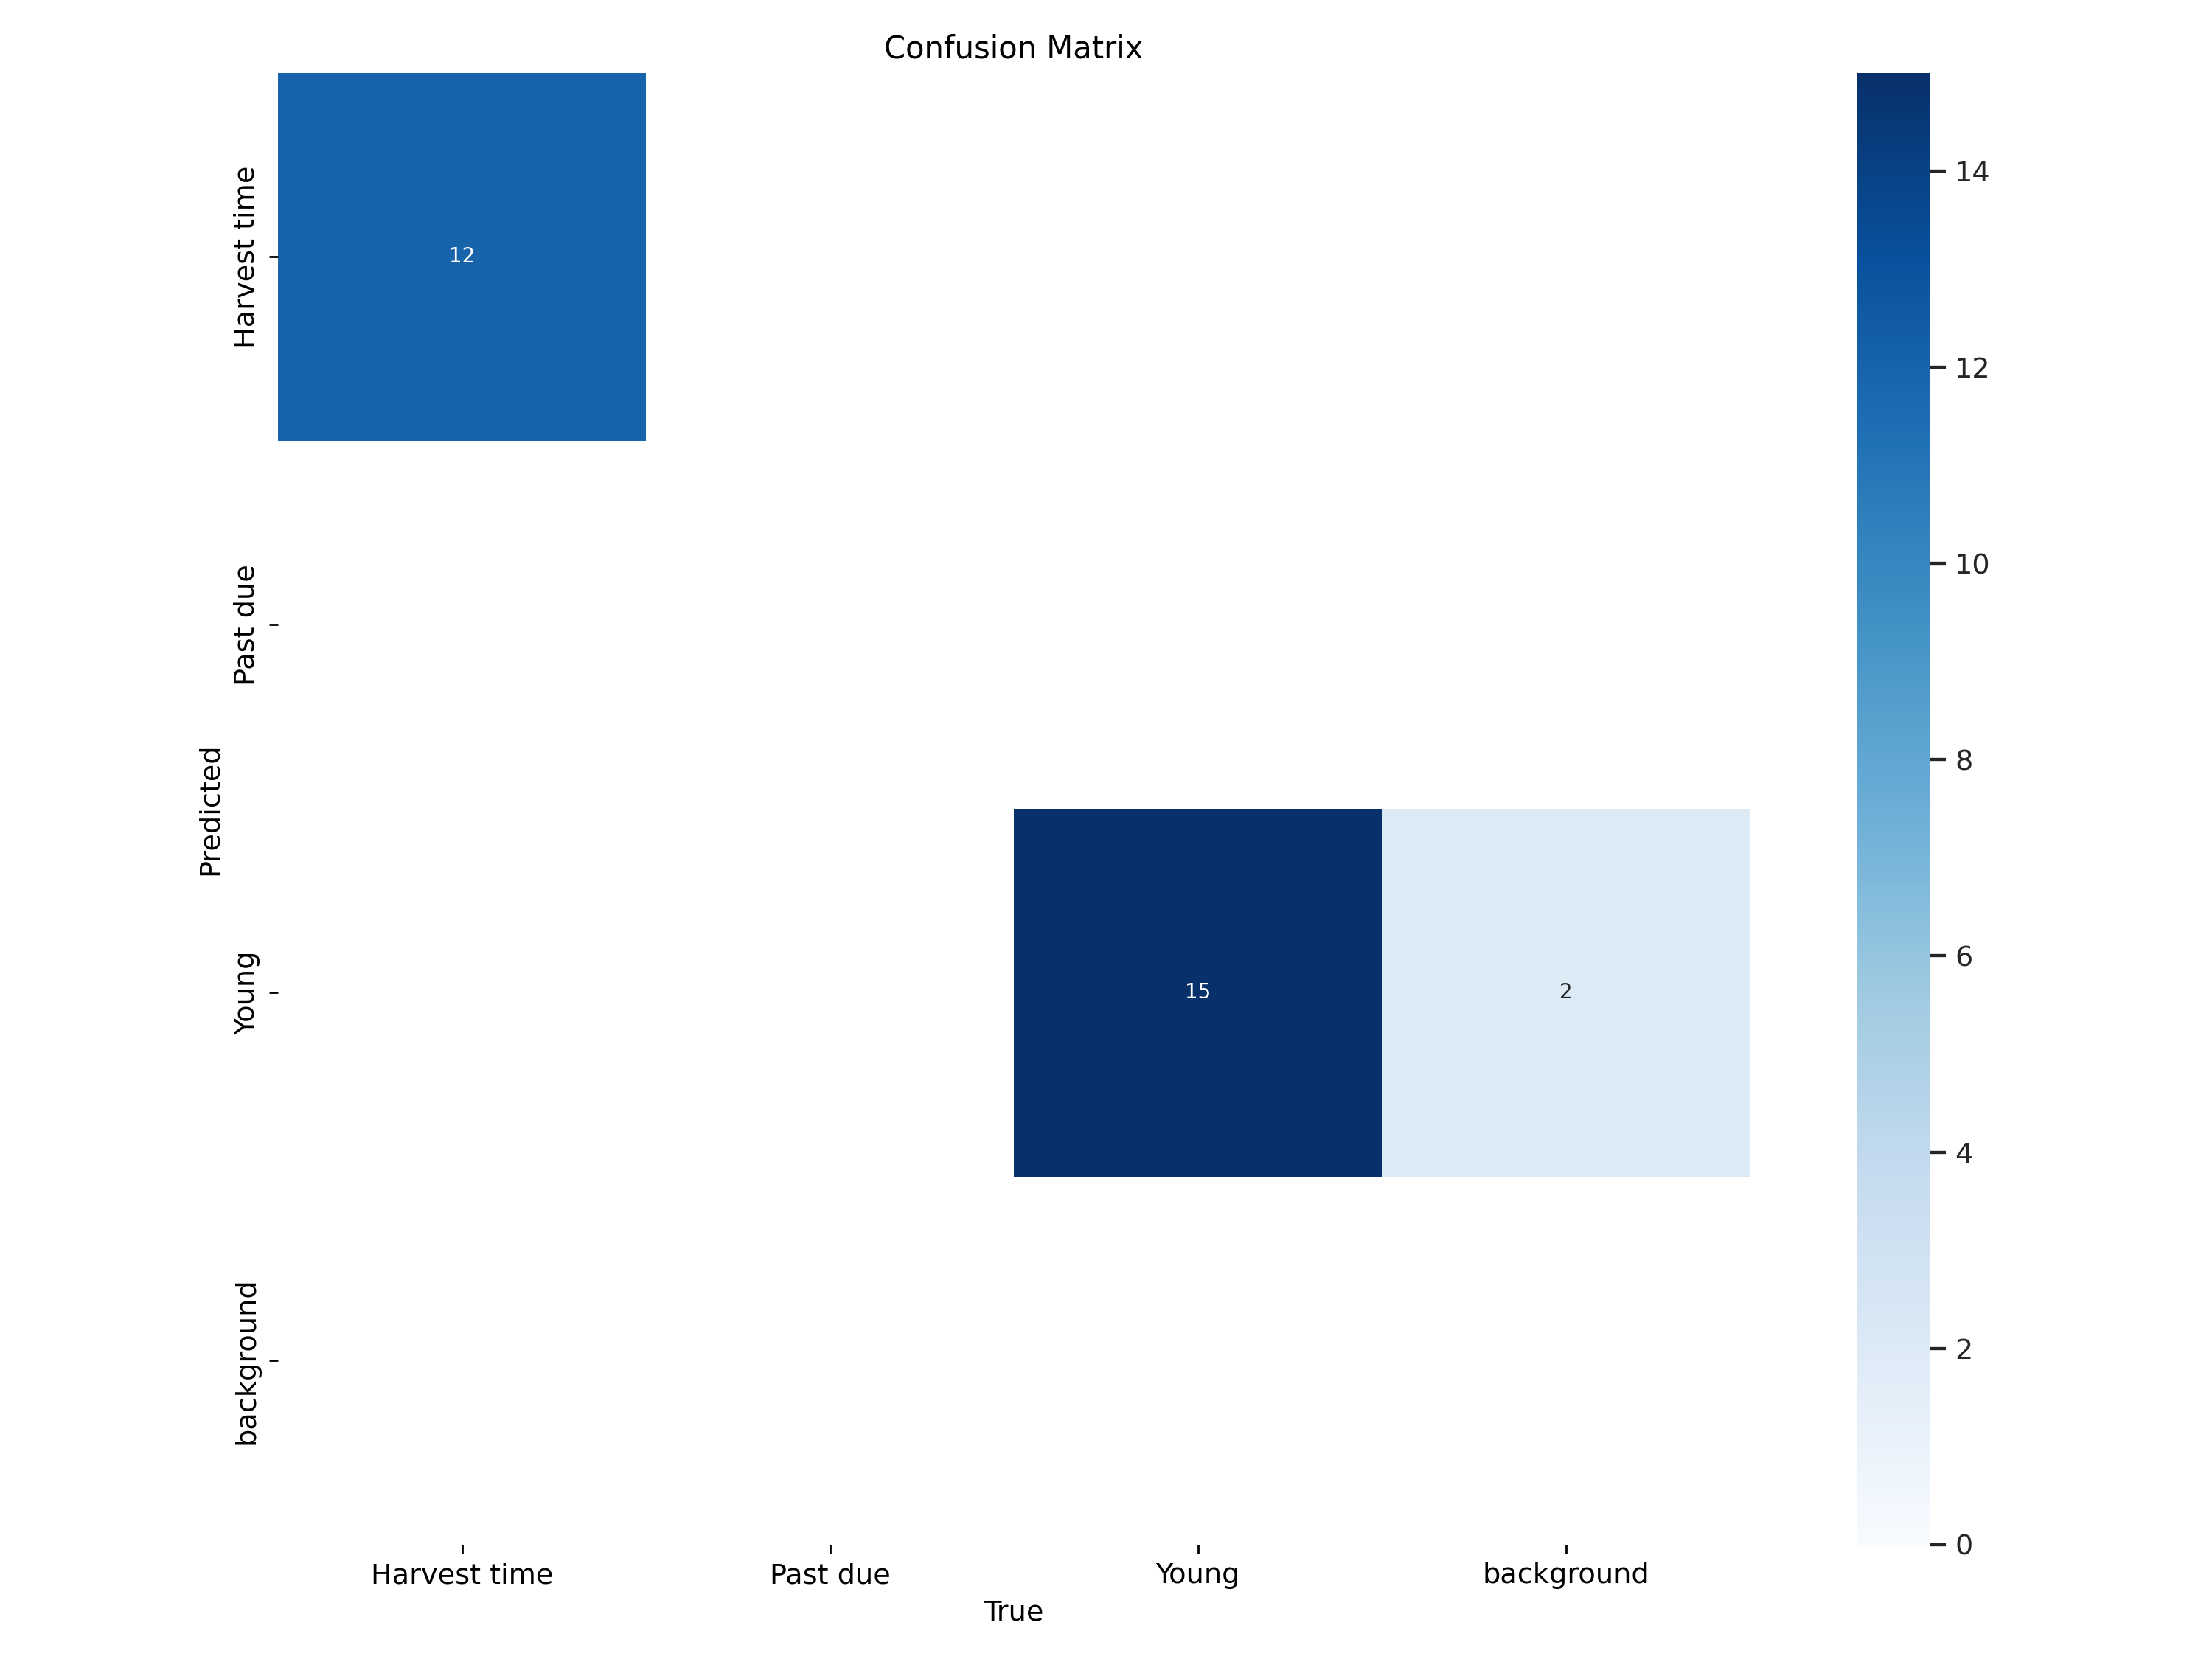 Confusion Matrix
Harvest time
Past due
Young
background
Predicted
12
15
2
Harvest time
Past due
Young
background
True
14
12
10
8
6
4
2
0